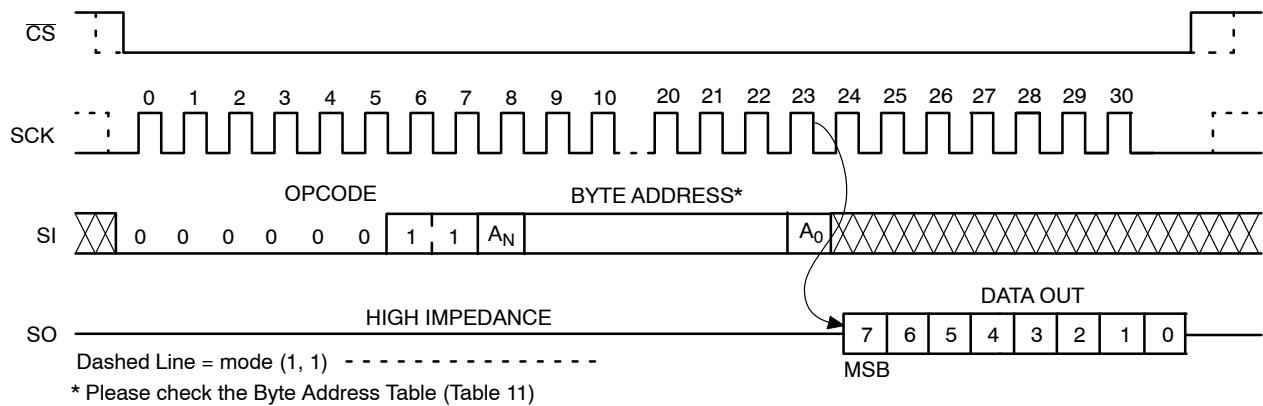 CS
0 1 2 3 4 5 6 7 8 9 10 20 21 22 23 24 25 26 27 28 29 30
SCK
OPCODE BYTE ADDRESS*
SI 0 0 0 0 0 0 1 1 AN A0
DATA OUT
HIGH IMPEDANCE
SO 7 6 5 4 3 2 1 0
Dashed Line = mode (1, 1)
MSB
* Please check the Byte Address Table (Table 11)